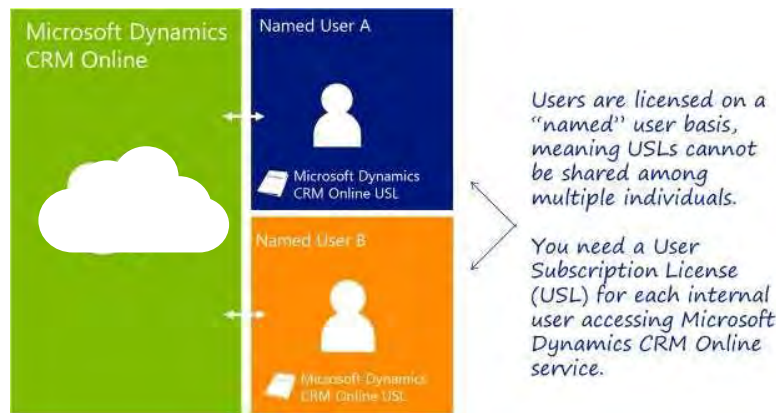 Microsoft Dynamics
CRM Online
Named User A
Microsoft Dynamics
CRM Online USL
Named User B
Microsoft Dynamics
CRM Online USL
Users are licensed on a
“named” user basis,
meaning USLs cannot
be shared among
multiple individuals.
You need a User
Subscription License
(USL) for each internal
user accessing Microsoft
Dynamics CRM Online
service.